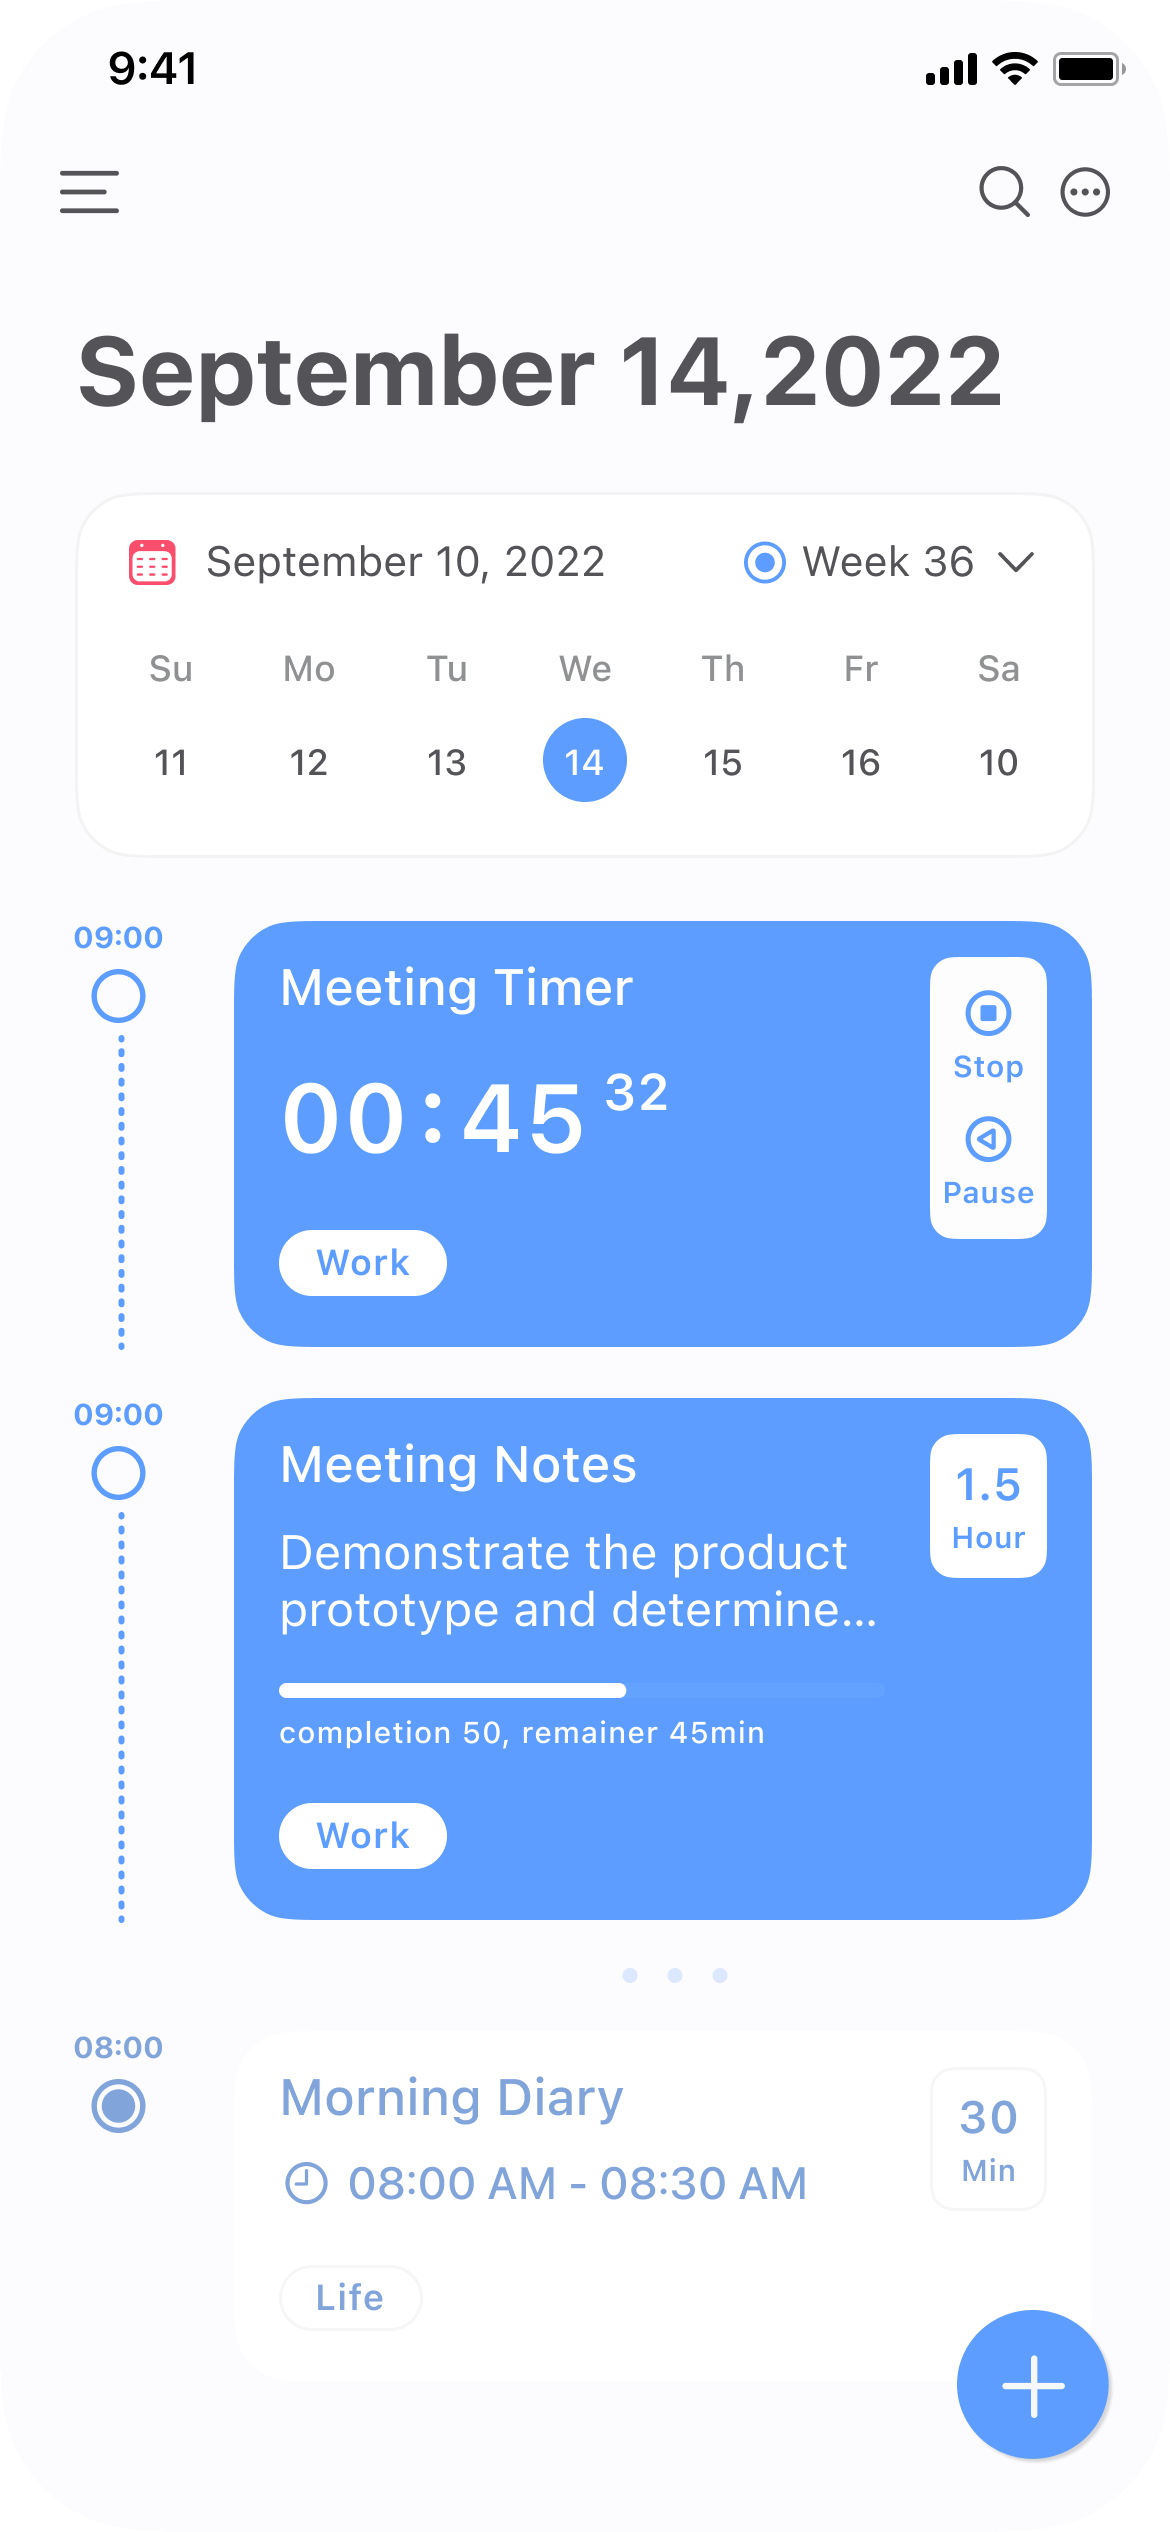 9:41
September 14,2022
September 10, 2022 Week 36
Su Mo Tu We Th Fr Sa
11 12 13 14 15 16 10
09:00
Meeting Timer
00:45 32
Stop
Pause
Work
09:00
Meeting Notes
1.5
Hour
Demonstrate the product
prototype and determine...
completion 50, remainer 45min
Work
08:00
Morning Diary
30
Min
08:00 AM - 08:30 AM
Life